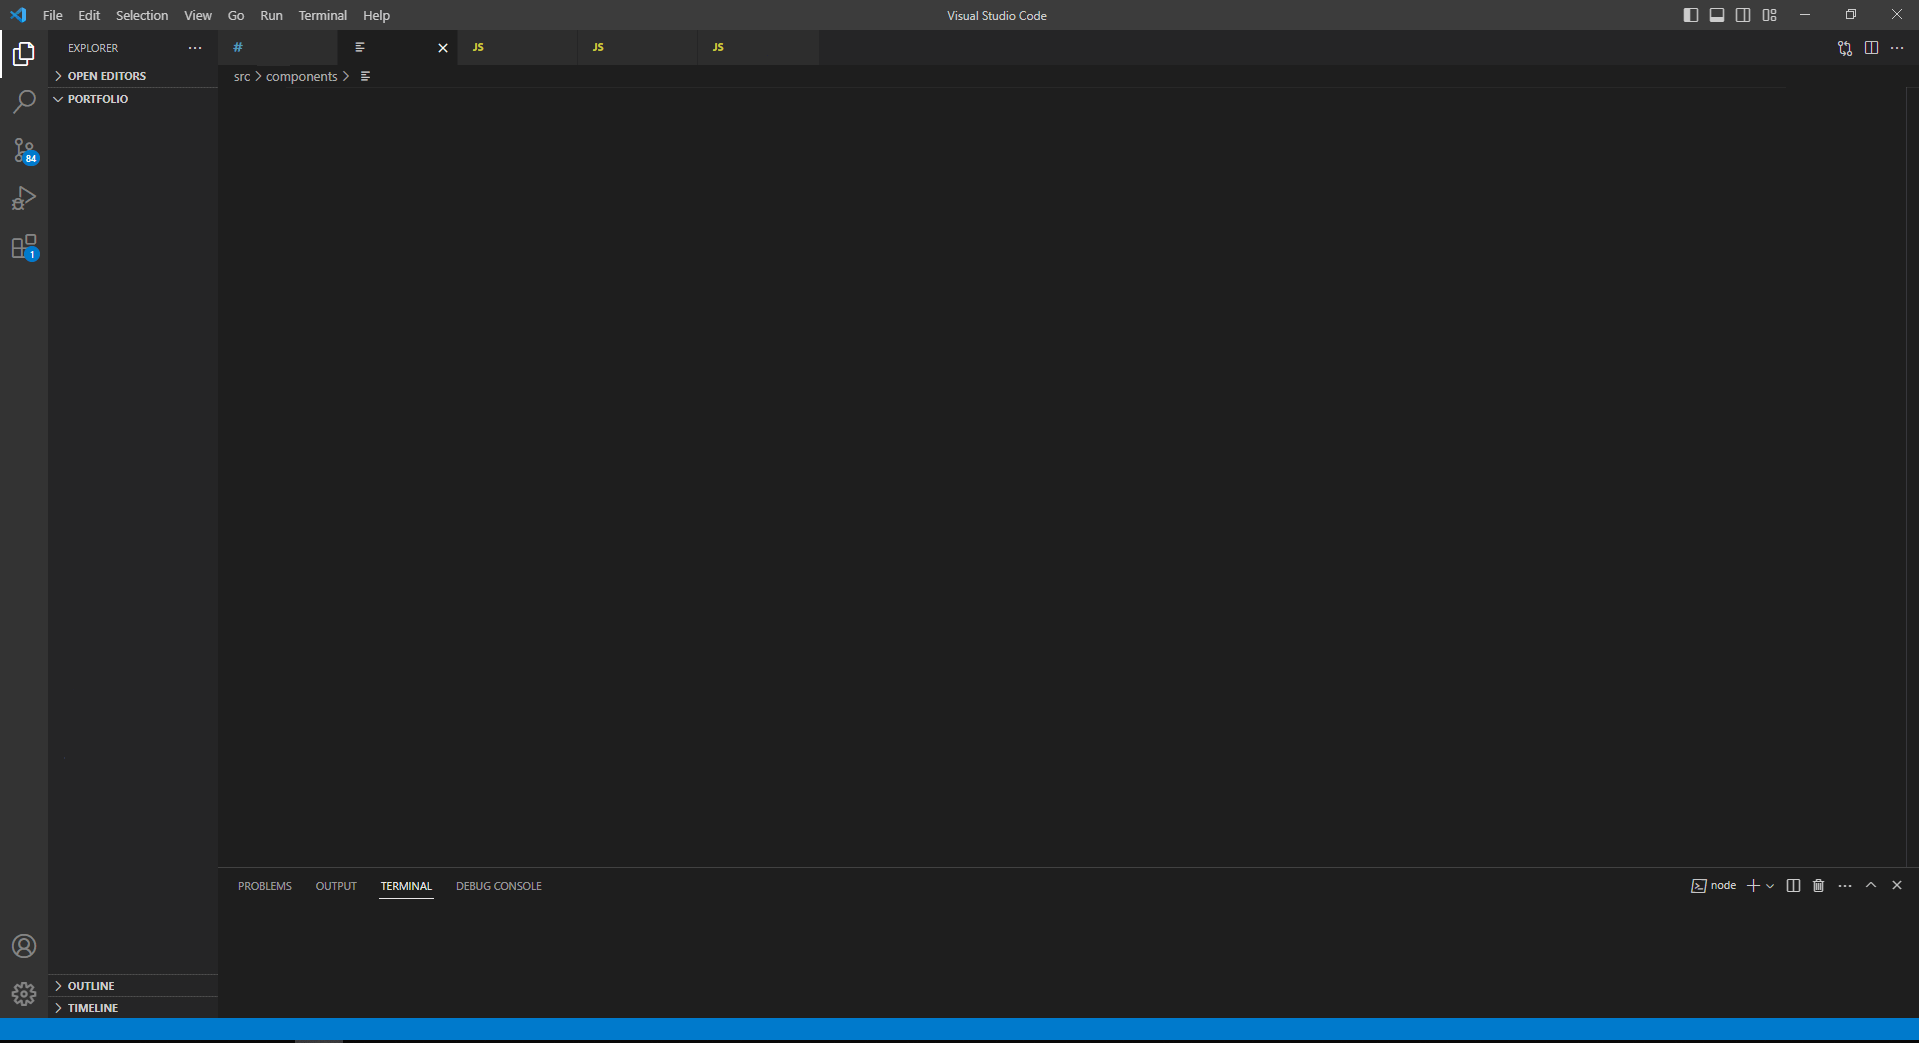 File Edit Selection View Go Run Terminal Help Visual Studio Code
EXPLORER
# JS JS JS
OPEN EDITORS
src components
PORTFOLIO
84
1
PROBLEMS OUTPUT TERMINAL DEBUG CONSOLE node
OUTLINE
TIMELINE